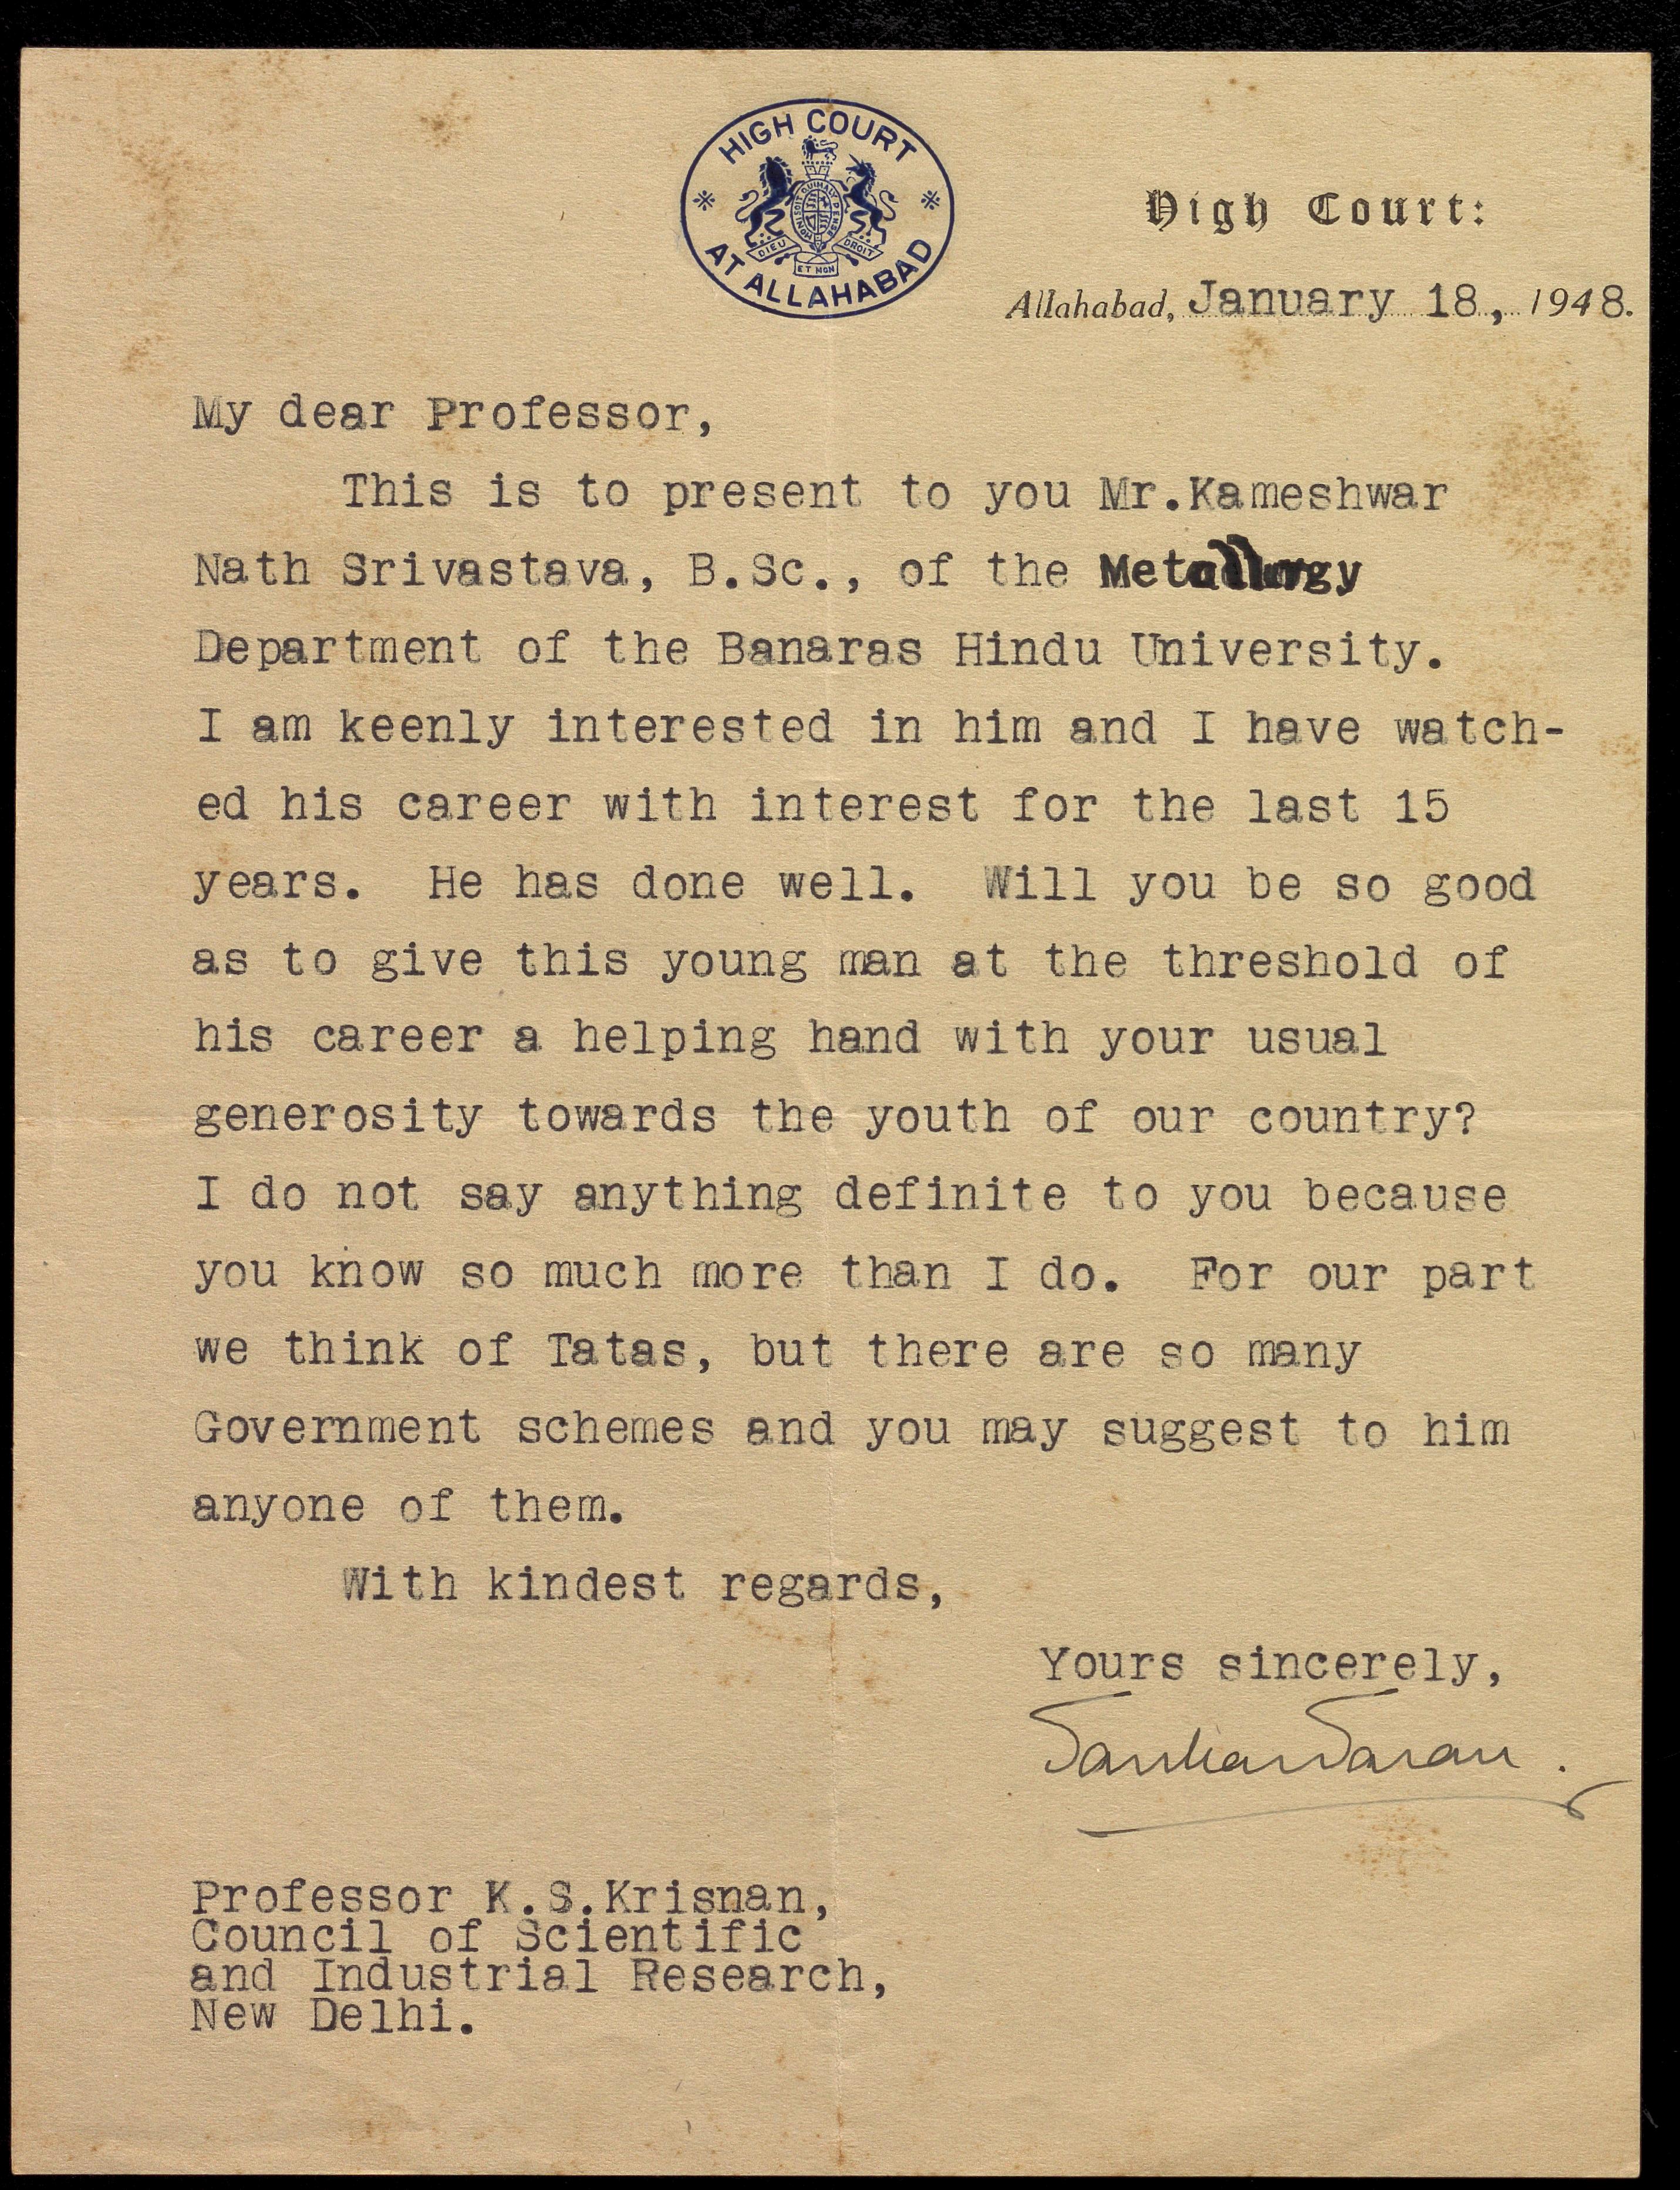 HIGH COURT
AT ALLAHABAD
HONI SOIT QUI MAL Y PENSE
DIEU ET MON DROIT
High Court:
Allahabad, January 18, 1948.
My dear Professor,
This is to present to you Mr.Kameshwar
Nath Srivastava, B.Sc., of the Metallurgy
Department of the Banaras Hindu University.
I am keenly interested in him and I have watch-
ed his career with interest for the last 15
years. He has done well. Will you be so good
as to give this young man at the threshold of
his career a helping hand with your usual
generosity towards the youth of our country?
I do not say anything definite to you because
you know so much more than I do. For our part
we think of Tatas, but there are so many
Government schemes and you may suggest to him
anyone of them.
With kindest regards,
Yours sincerely,
Sankar Saran.
Professor K.S.Krisnan,
Council of Scientific
and Industrial Research,
New Delhi.